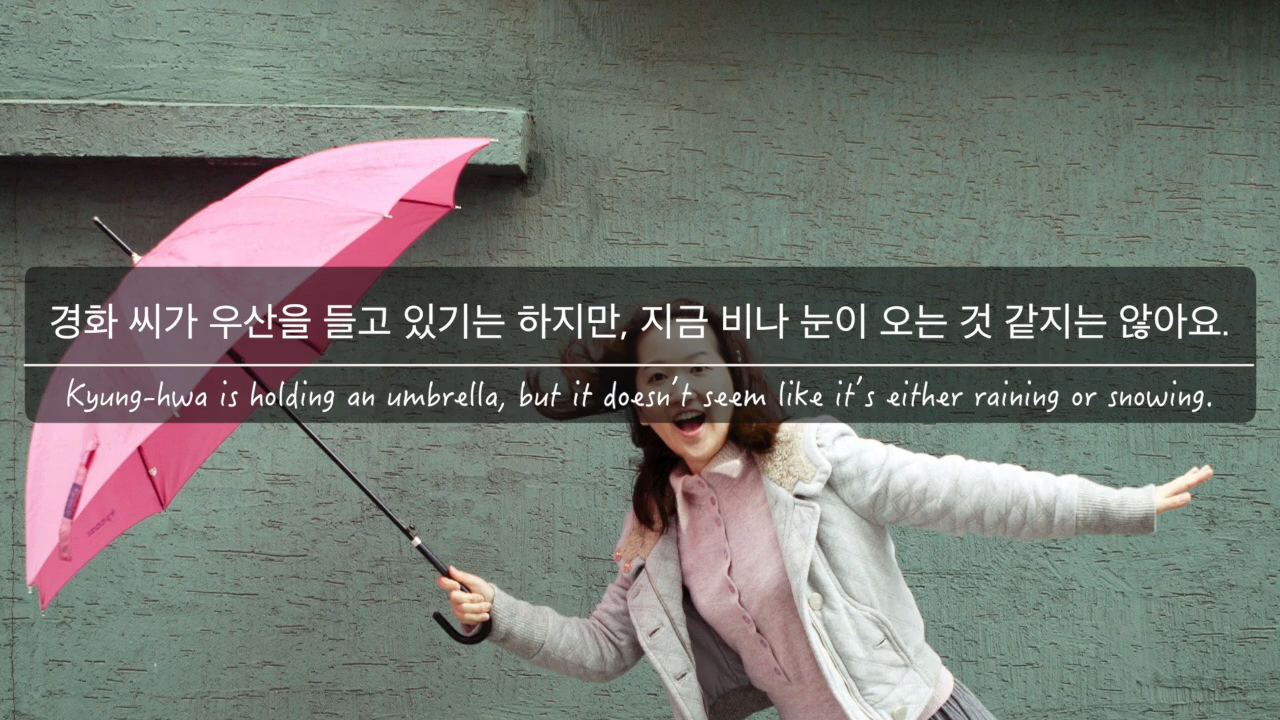 경화 씨가 우산을 들고 있기는 하지만, 지금 비나 눈이 오는 것 같지는 않아요.
Kyung-hwa is holding an umbrella, but it doesn't seem like it's either raining or snowing.